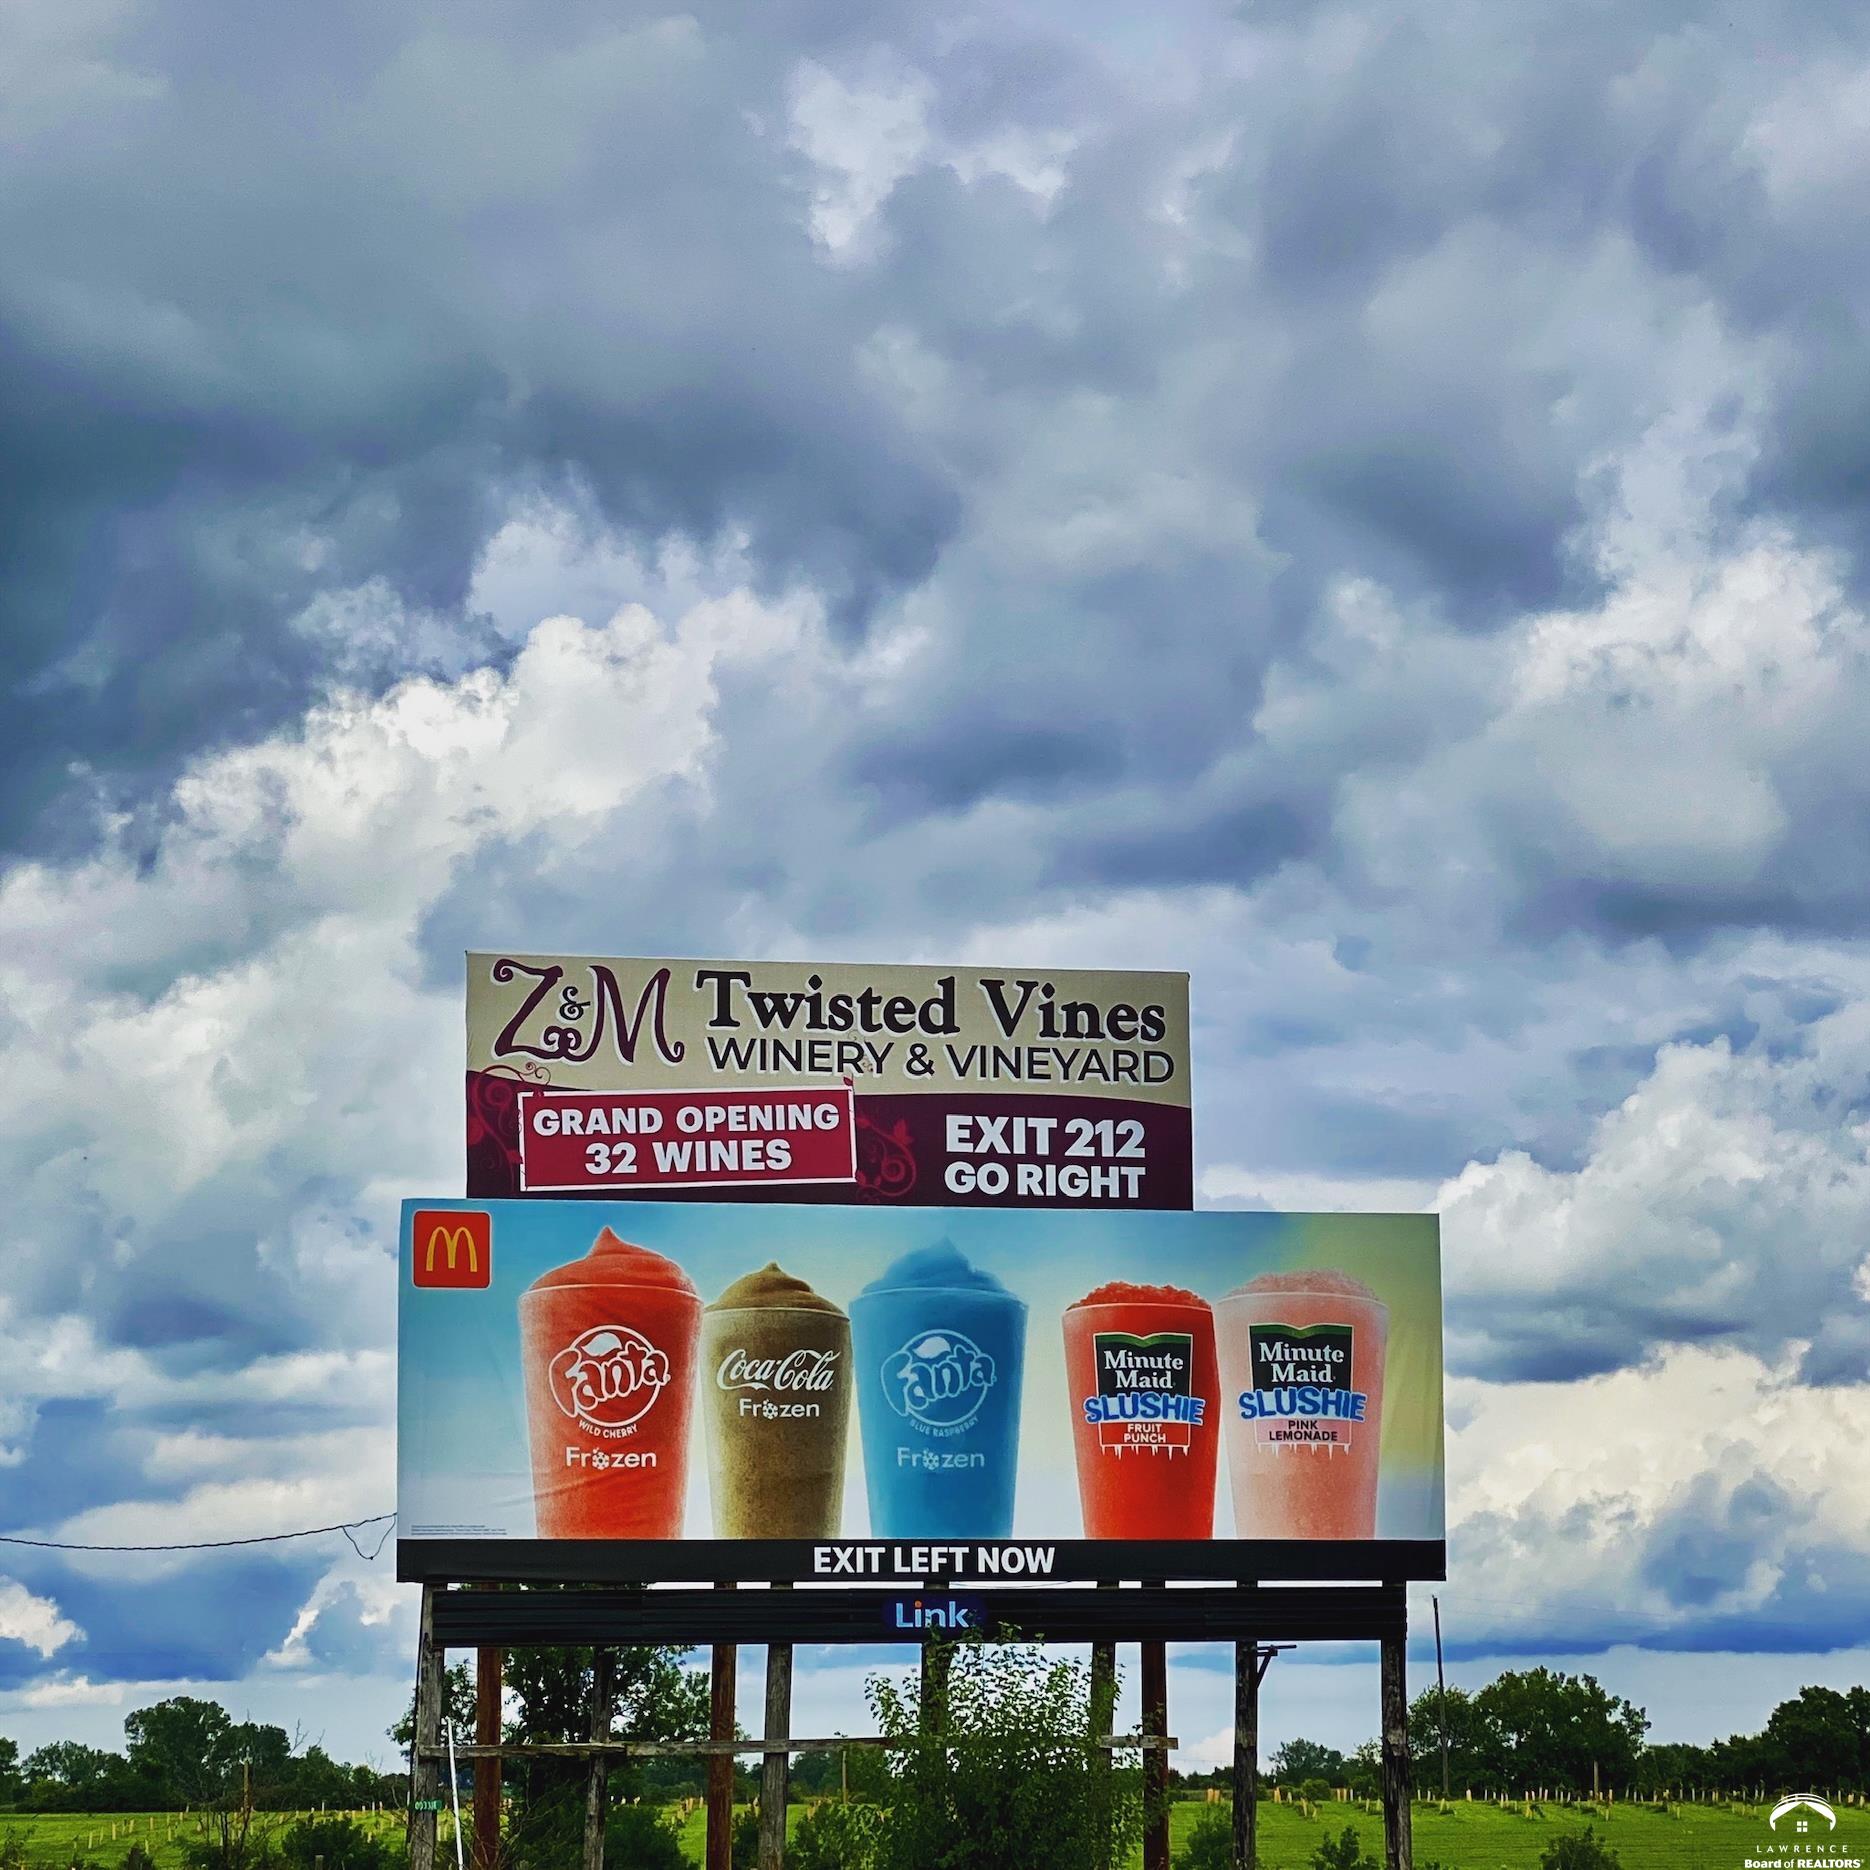 Z&M Twisted Vines
WINERY & VINEYARD
GRAND OPENING
32 WINES
EXIT 212
GO RIGHT
Fanta
WILD CHERRY
Frozen
Coca-Cola
Frozen
Fanta
BLUE RASPBERRY
Frozen
Minute
Maid
SLUSHIE
FRUIT
PUNCH
Minute
Maid
SLUSHIE
PINK
LEMONADE
EXIT LEFT NOW
Link
LAWRENCE
Board of REALTORS